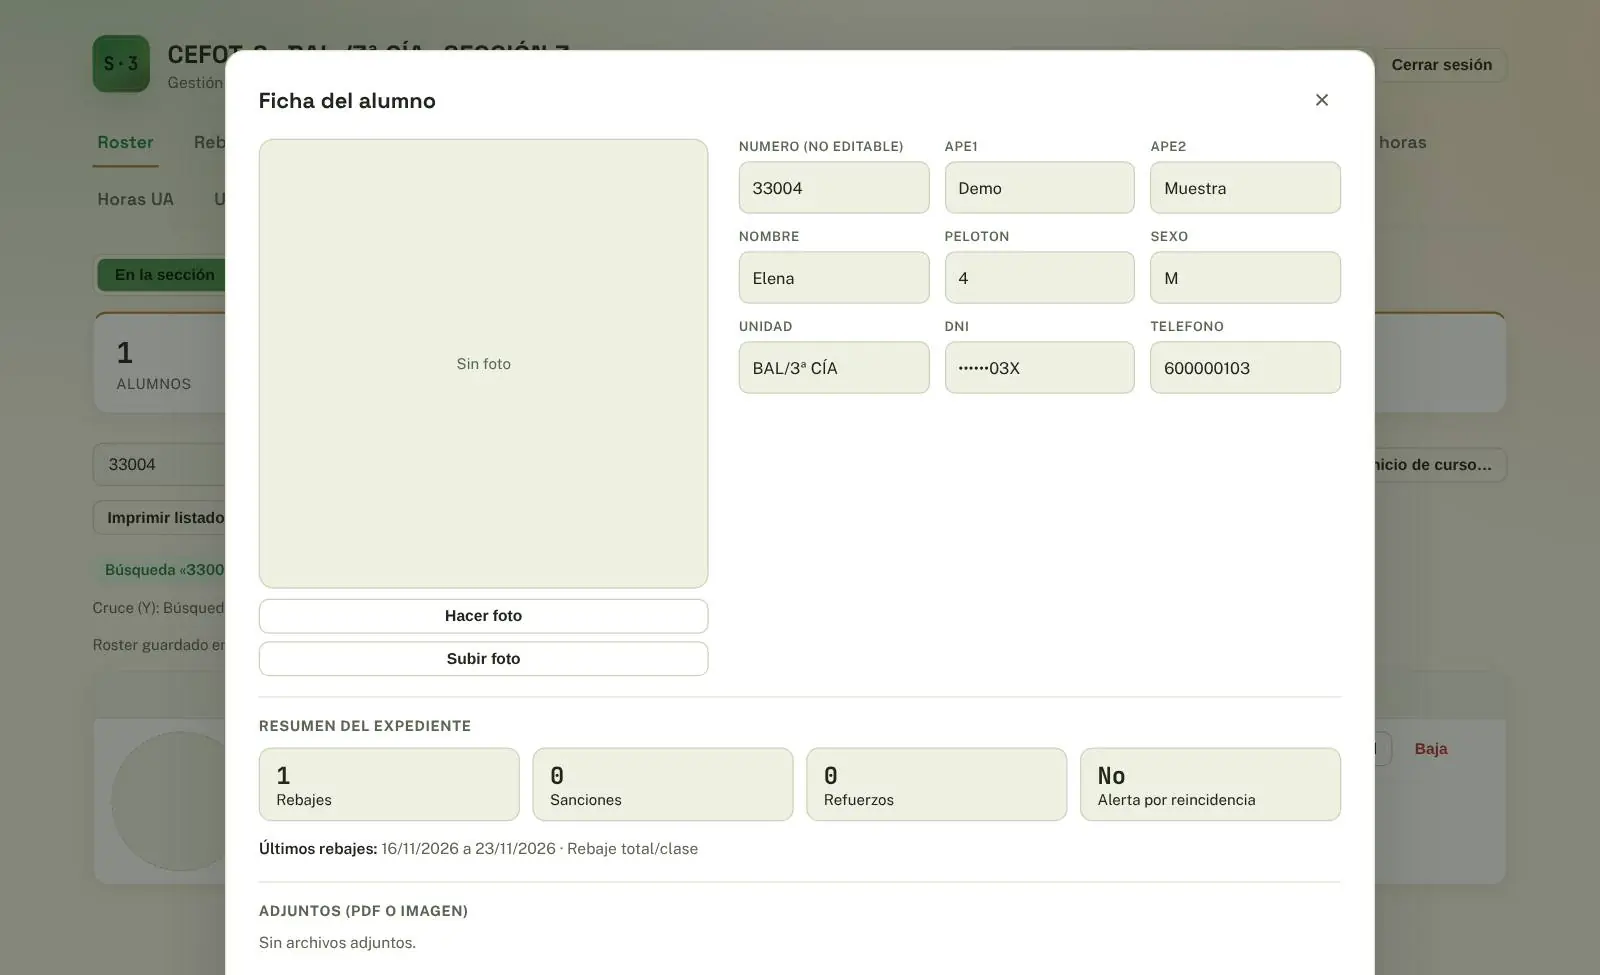 S·3
Gestión
Cerrar sesión
Roster
horas
Horas UA
En la sección
1
ALUMNOS
33004
Imprimir listado
Búsqueda «3300
Cruce (Y): Búsqued
Roster guardado en
nicio de curso...
Baja
Ficha del alumno
×
Sin foto
Hacer foto
Subir foto
NUMERO (NO EDITABLE)
33004
APE1
Demo
APE2
Muestra
NOMBRE
Elena
PELOTON
4
SEXO
M
UNIDAD
BAL/3ª CÍA
DNI
••••••03X
TELEFONO
600000103
RESUMEN DEL EXPEDIENTE
1
Rebajes
0
Sanciones
0
Refuerzos
No
Alerta por reincidencia
Últimos rebajes: 16/11/2026 a 23/11/2026 · Rebaje total/clase
ADJUNTOS (PDF O IMAGEN)
Sin archivos adjuntos.